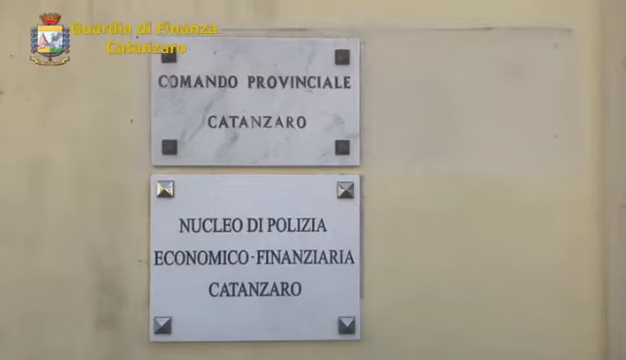 Guardia di Finanza
Catanzaro
COMANDO PROVINCIALE
CATANZARO
NUCLEO DI POLIZIA
ECONOMICO-FINANZIARIA
CATANZARO